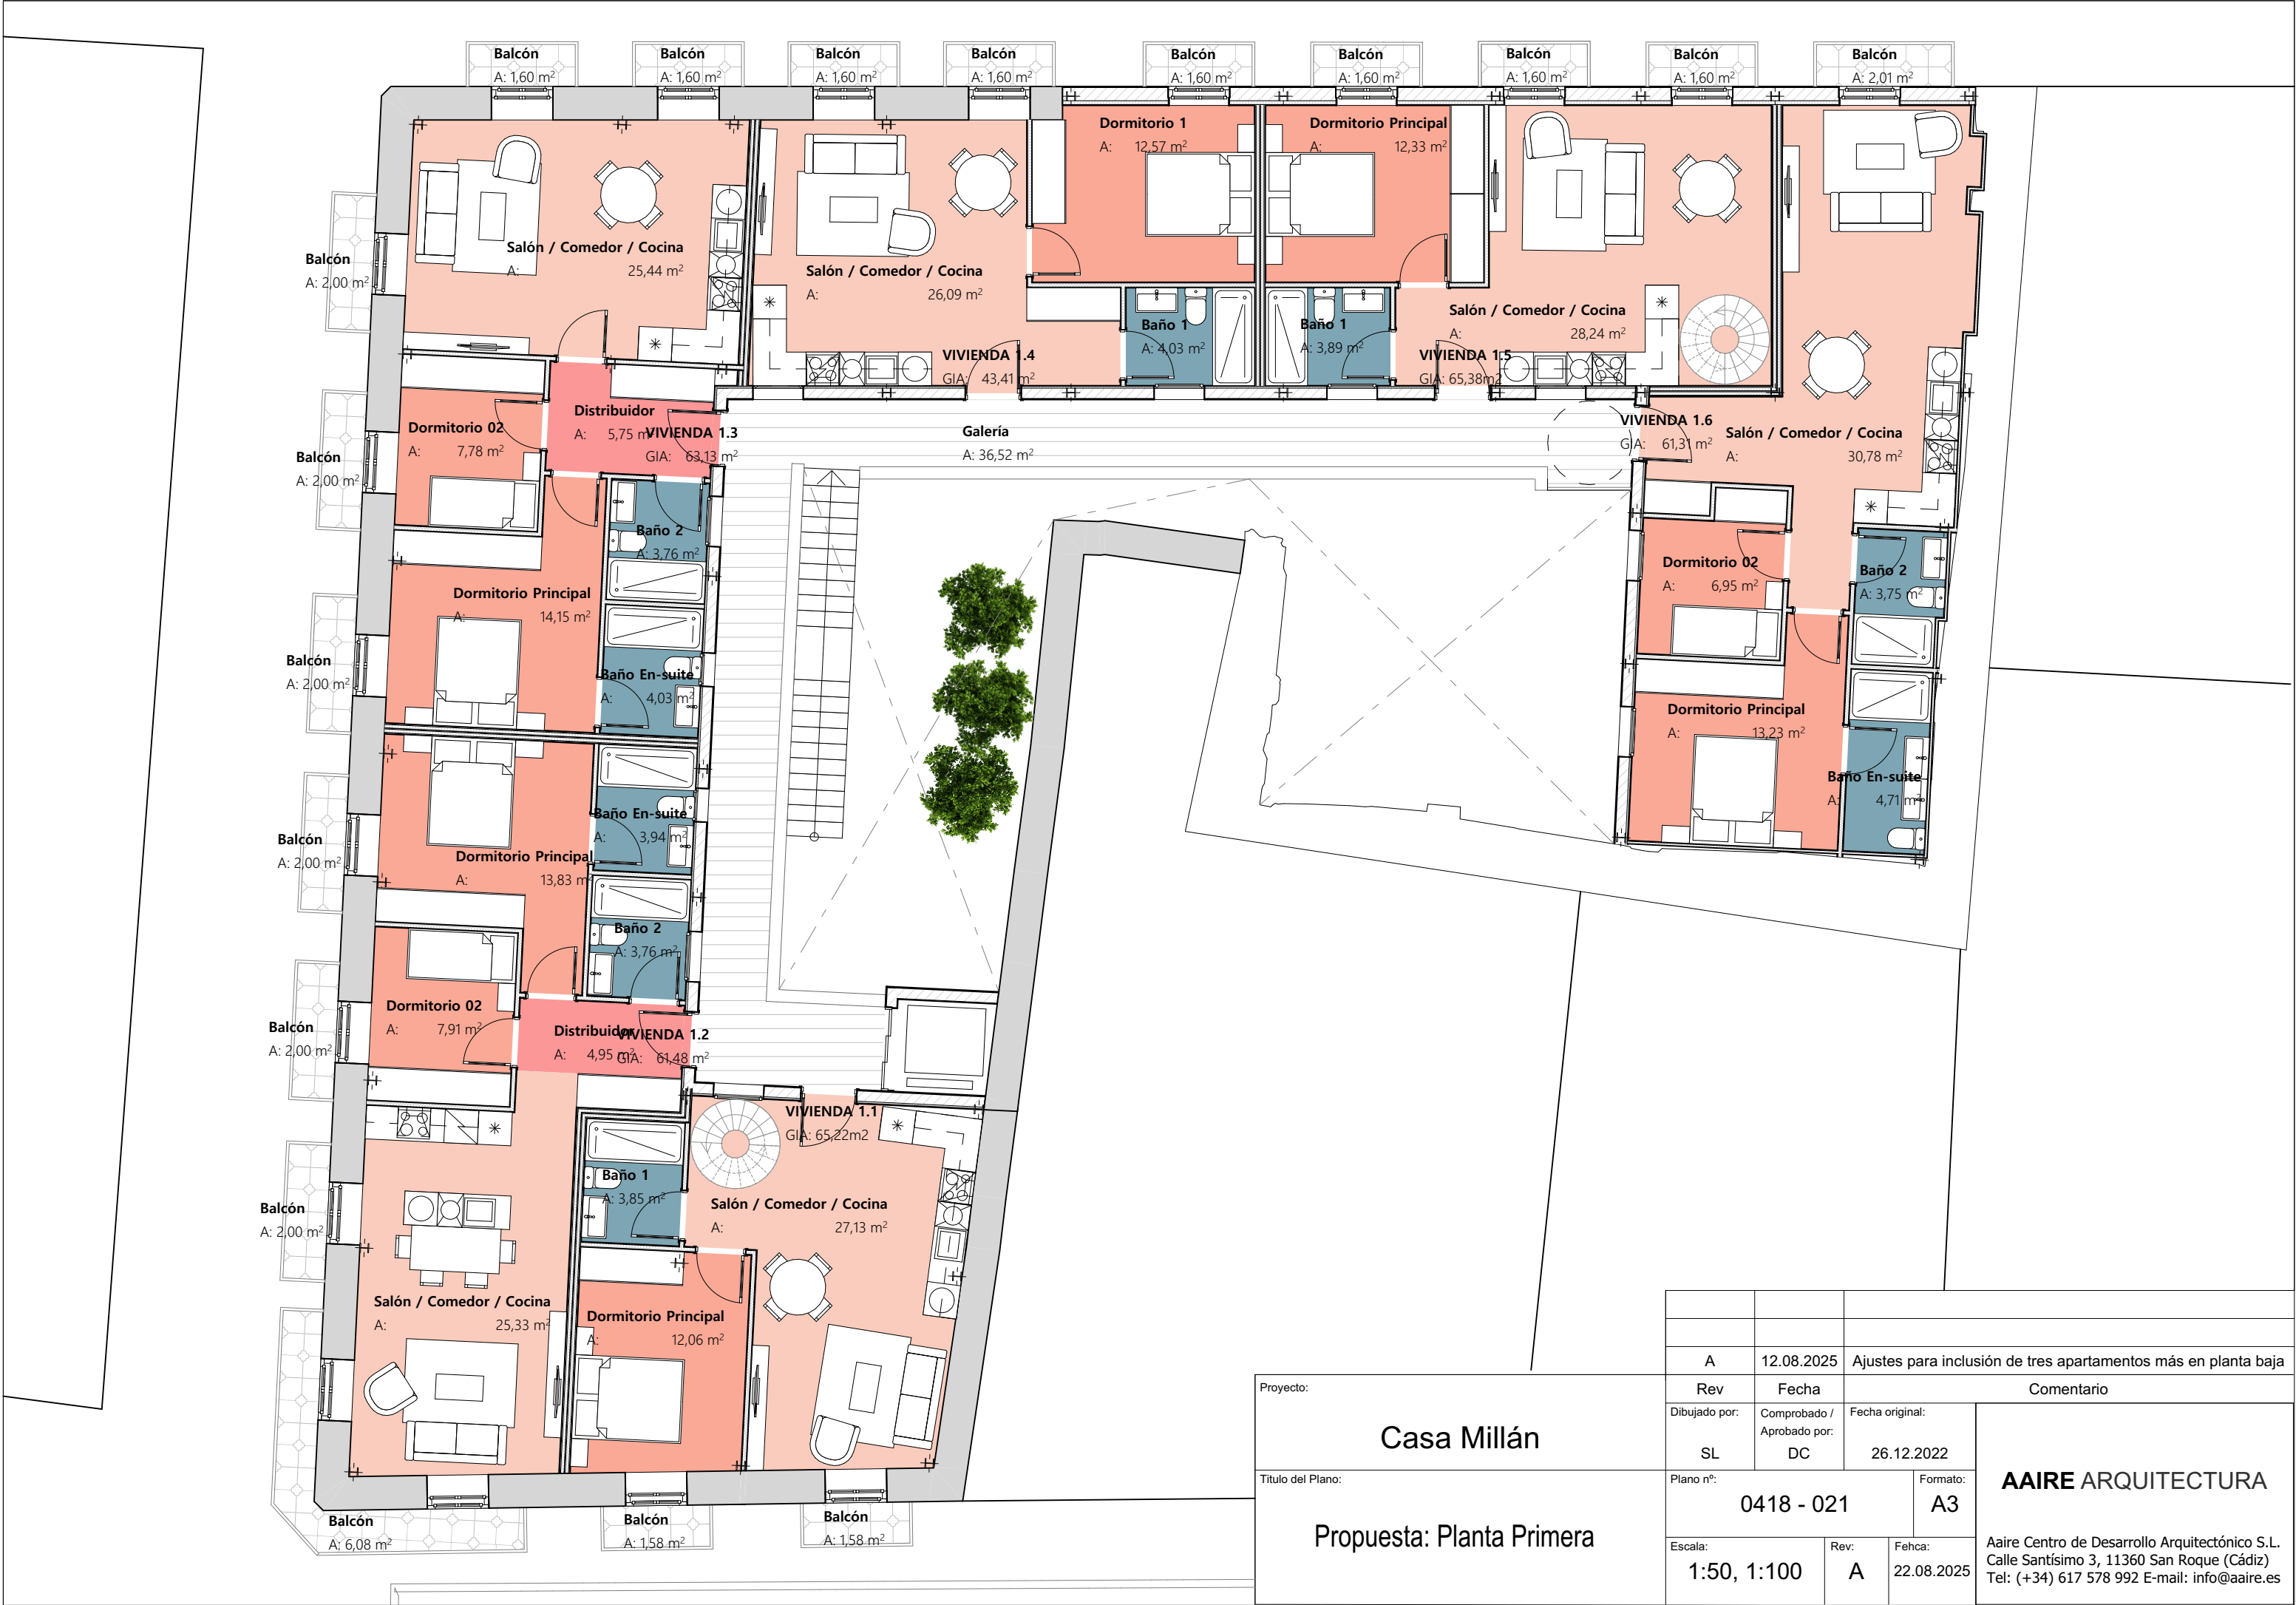 Balcón
A: 1,60 m²
Balcón
A: 1,60 m²
Balcón
A: 1,60 m²
Balcón
A: 1,60 m²
Balcón
A: 1,60 m²
Balcón
A: 1,60 m²
Balcón
A: 1,60 m²
Balcón
A: 1,60 m²
Balcón
A: 2,01 m²
Dormitorio 1
A: 12,57 m²
Dormitorio Principal
A: 12,33 m²
Salón / Comedor / Cocina
A: 25,44 m²
Balcón
A: 2,00 m²
Salón / Comedor / Cocina
A: 26,09 m²
Baño 1
A: 4,03 m²
Baño 1
A: 3,89 m²
Salón / Comedor / Cocina
A: 28,24 m²
VIVIENDA 1.4
GIA: 43,41 m²
VIVIENDA 1.5
GIA: 65,38m2
Dormitorio 02
A: 7,78 m²
Distribuidor
A: 5,75 m²
VIVIENDA 1.3
GIA: 63,13 m²
Galería
A: 36,52 m²
VIVIENDA 1.6
GIA: 61,31 m²
Salón / Comedor / Cocina
A: 30,78 m²
Balcón
A: 2,00 m²
Baño 2
A: 3,76 m²
Dormitorio 02
A: 6,95 m²
Baño 2
A: 3,75 m²
Dormitorio Principal
A: 14,15 m²
Balcón
A: 2,00 m²
Baño En-suite
A: 4,03 m²
Dormitorio Principal
A: 13,23 m²
Baño En-suite
A: 4,71 m²
Balcón
A: 2,00 m²
Baño En-suite
A: 3,94 m²
Dormitorio Principal
A: 13,83 m²
Baño 2
A: 3,76 m²
Dormitorio 02
A: 7,91 m²
Balcón
A: 2,00 m²
Distribuidor
A: 4,95 m²
VIVIENDA 1.2
GIA: 61,48 m²
VIVIENDA 1.1
GIA: 65,22m2
Baño 1
A: 3,85 m²
Balcón
A: 2,00 m²
Salón / Comedor / Cocina
A: 27,13 m²
Salón / Comedor / Cocina
A: 25,33 m²
Dormitorio Principal
A: 12,06 m²
Balcón
A: 6,08 m²
Balcón
A: 1,58 m²
Balcón
A: 1,58 m²
A 12.08.2025 Ajustes para inclusión de tres apartamentos más en planta baja
Rev Fecha Comentario
Proyecto:
Casa Millán
Titulo del Plano:
Propuesta: Planta Primera
Dibujado por:
SL
Comprobado /
Aprobado por:
DC
Fecha original:
26.12.2022
Plano nº:
0418 - 021
Formato:
A3
Escala:
1:50, 1:100
Rev:
A
Fehca:
22.08.2025
AAIRE ARQUITECTURA
Aaire Centro de Desarrollo Arquitectónico S.L.
Calle Santísimo 3, 11360 San Roque (Cádiz)
Tel: (+34) 617 578 992 E-mail: info@aaire.es